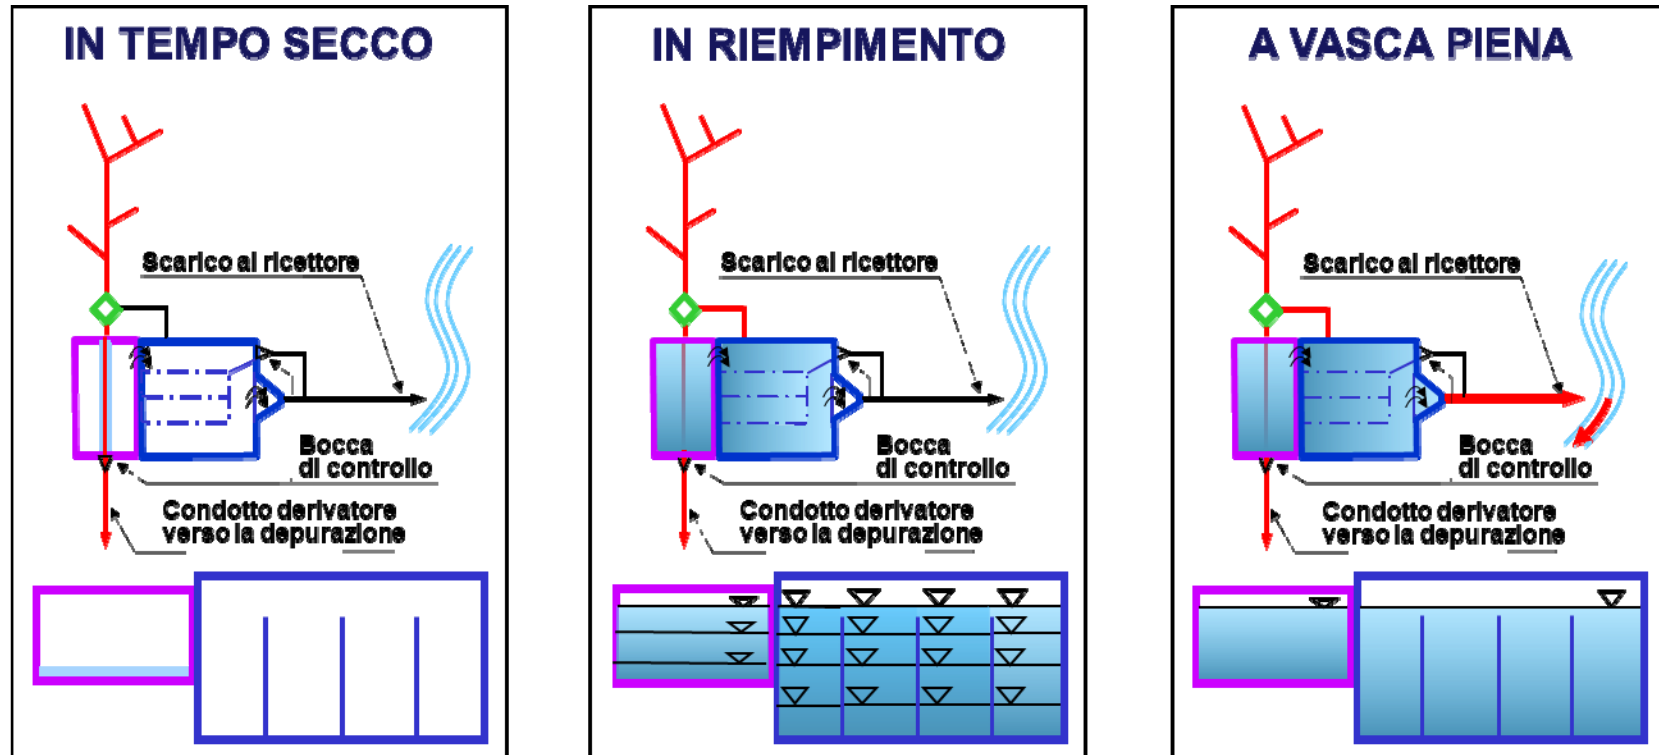 IN TEMPO SECCO
Scarico al ricettore
Bocca
di controllo
Condotto derivatore
verso la depurazione
IN RIEMPIMENTO
Scarico al ricettore
Bocca
di controllo
Condotto derivatore
verso la depurazione
A VASCA PIENA
Scarico al ricettore
Bocca
di controllo
Condotto derivatore
verso la depurazione